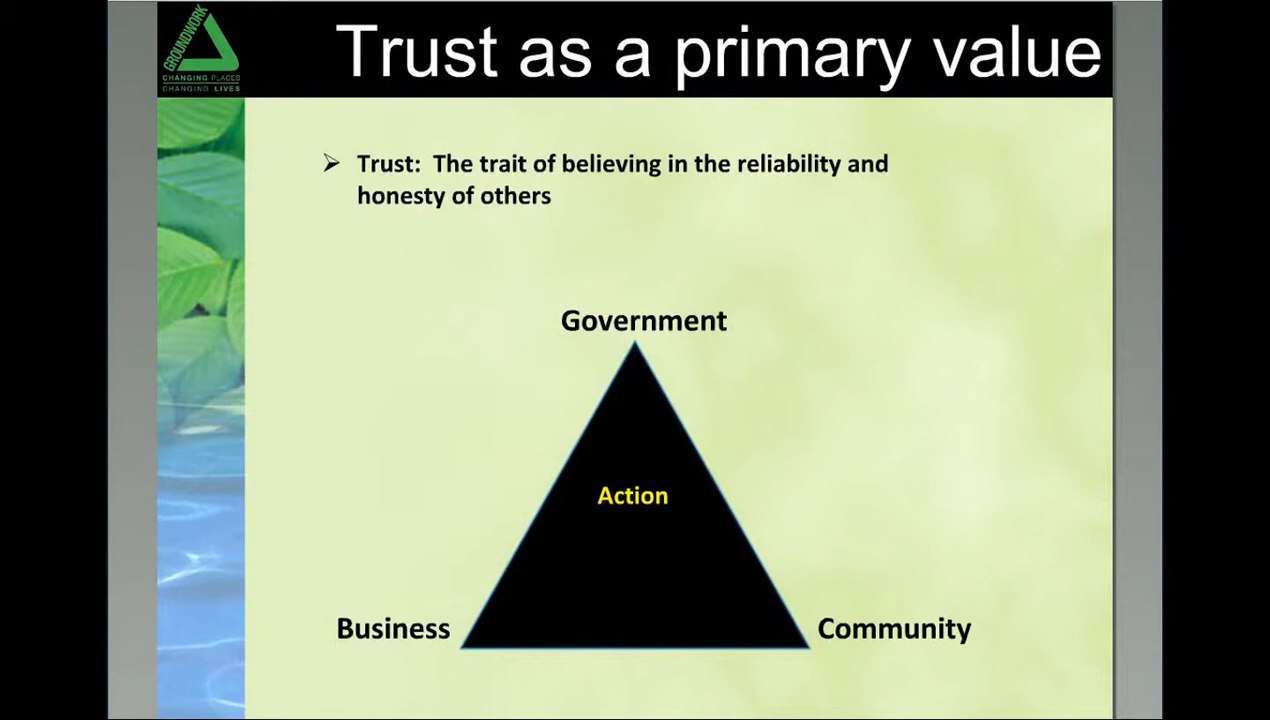 GROUNDWORK
CHANGING PLACES
CHANGING LIVES
Trust as a primary value
➢ Trust: The trait of believing in the reliability and
honesty of others
Government
Action
Business
Community